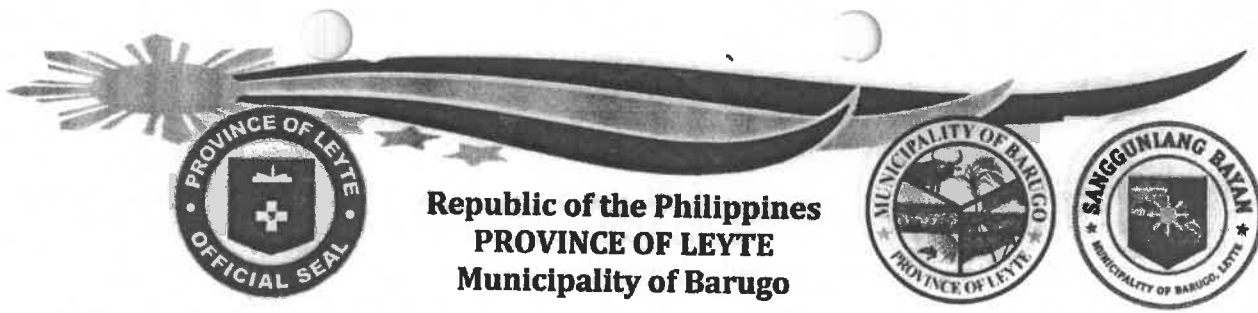 PROVINCE OF LEYTE
OFFICIAL SEAL
Republic of the Philippines
PROVINCE OF LEYTE
Municipality of Barugo
MUNICIPALITY OF BARUGO
PROVINCE OF LEYTE
SANGGUNIANG BAYAN
MUNICIPALITY OF BARUGO, LEYTE